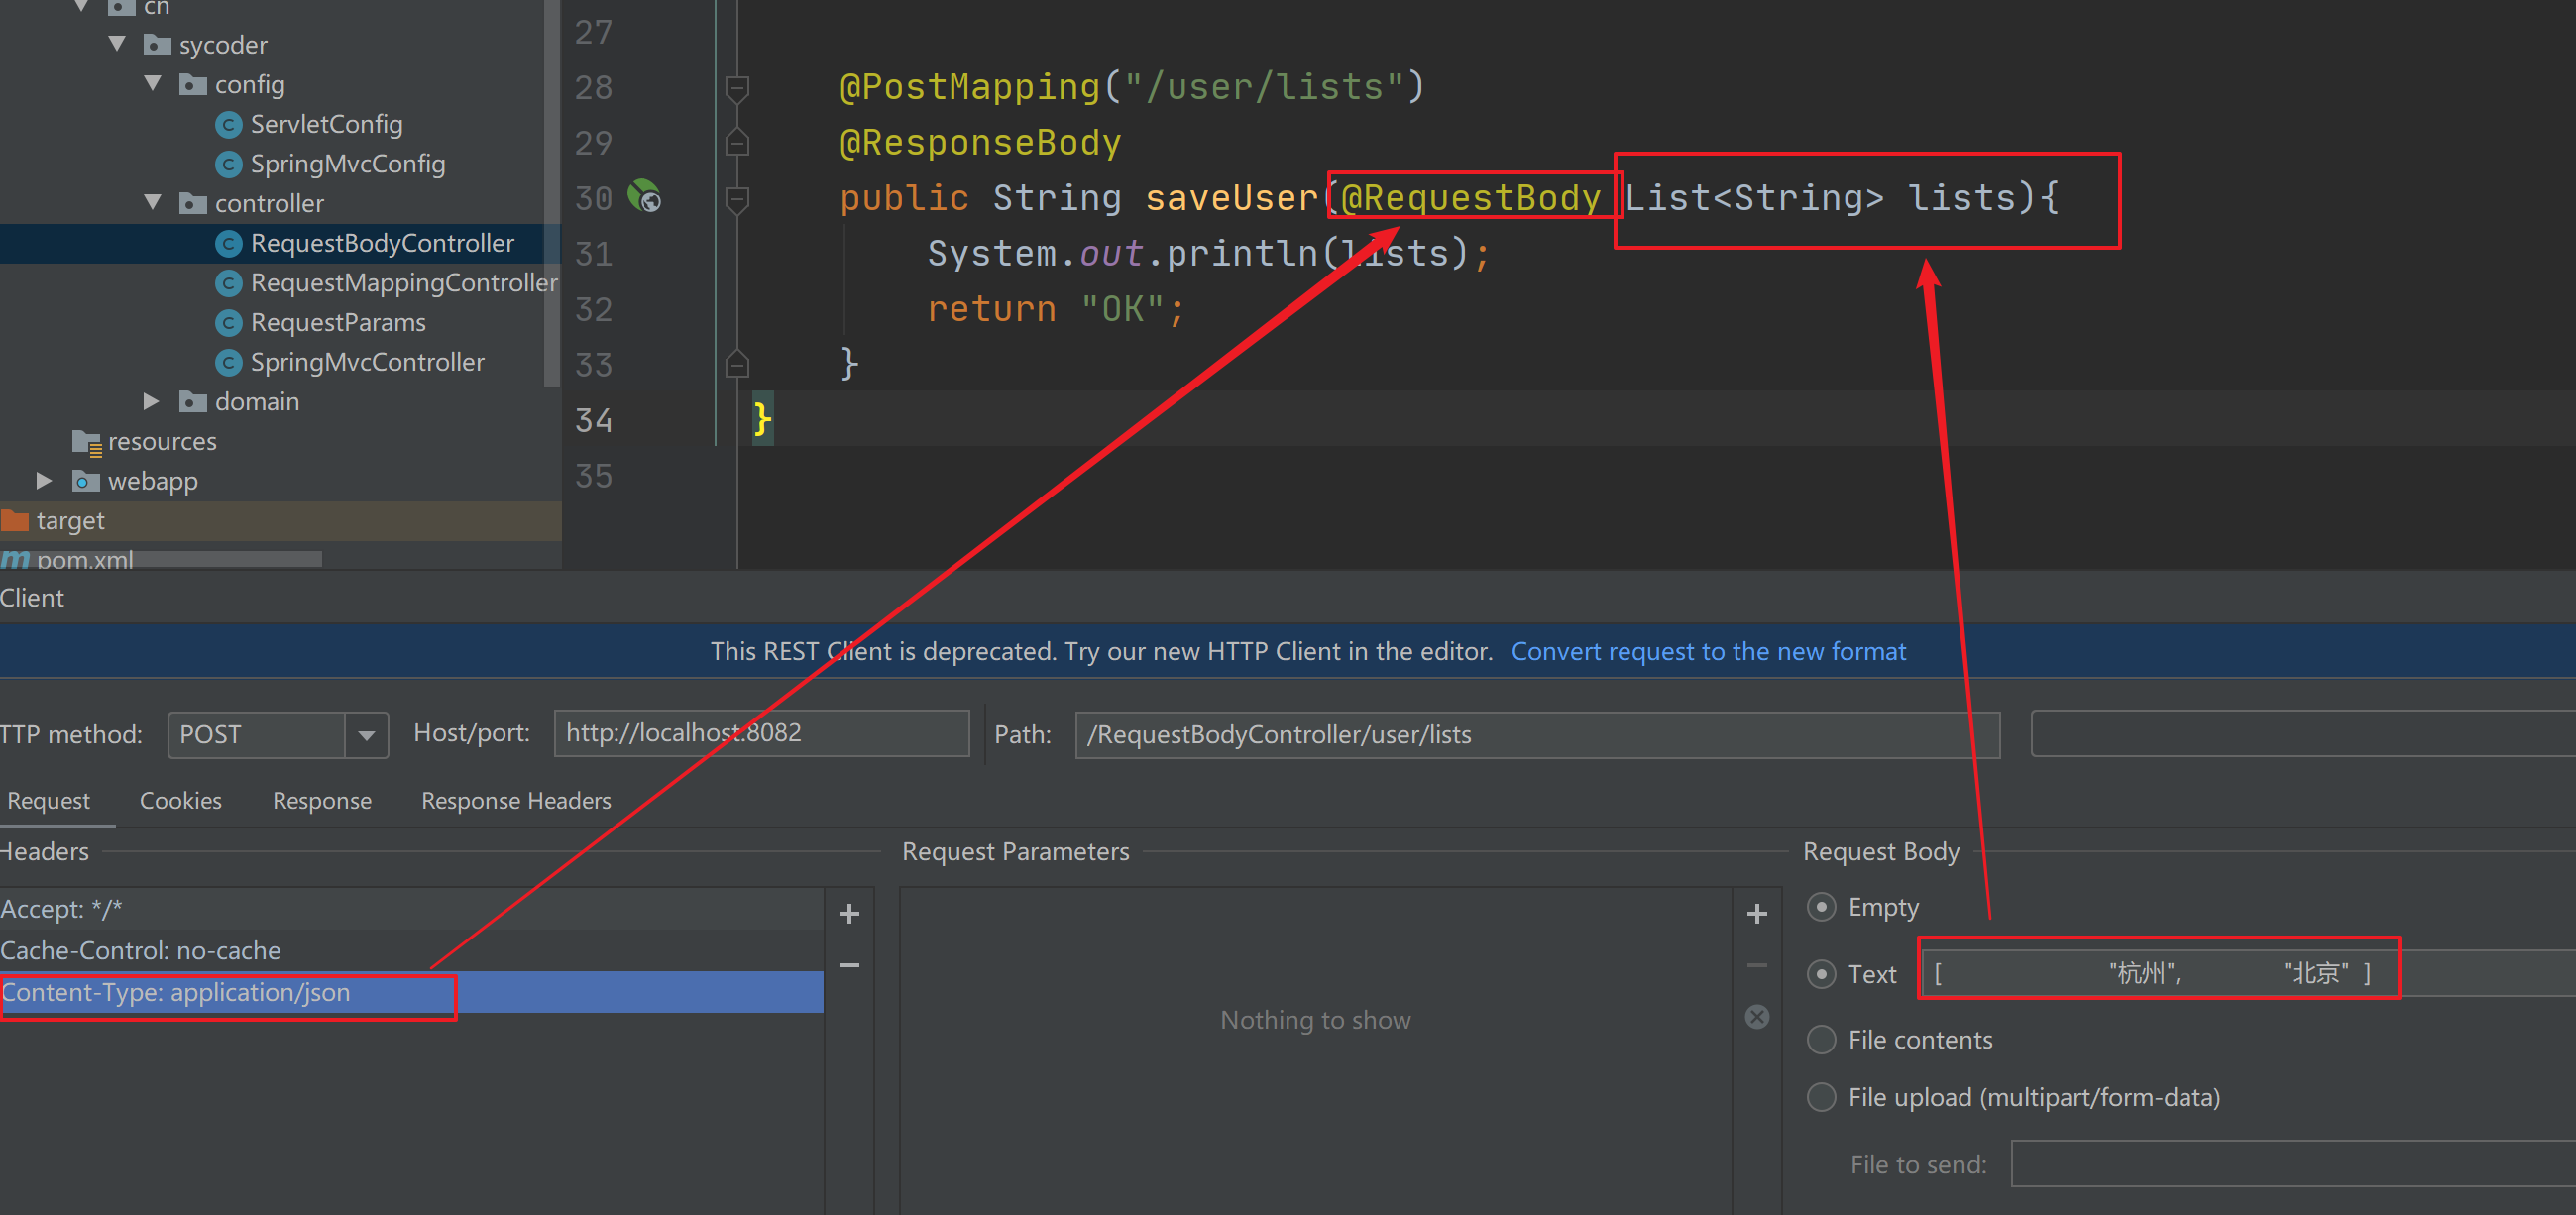 cn
sycoder
config
ServletConfig
SpringMvcConfig
controller
RequestBodyController
RequestMappingController
RequestParams
SpringMvcController
domain
resources
webapp
target
pom.xml
27
28 @PostMapping("/user/lists")
29 @ResponseBody
30 public String saveUser(@RequestBody List<String> lists){
31 System.out.println(lists);
32 return "OK";
33 }
34 }
35
Client
This REST Client is deprecated. Try our new HTTP Client in the editor. Convert request to the new format
TTP method: POST Host/port: http://localhost:8082 Path: /RequestBodyController/user/lists
Request Cookies Response Response Headers
Headers Request Parameters Request Body
Accept: */*
Cache-Control: no-cache
Content-Type: application/json
Nothing to show
Empty
Text [ "杭州", "北京" ]
File contents
File upload (multipart/form-data)
File to send: